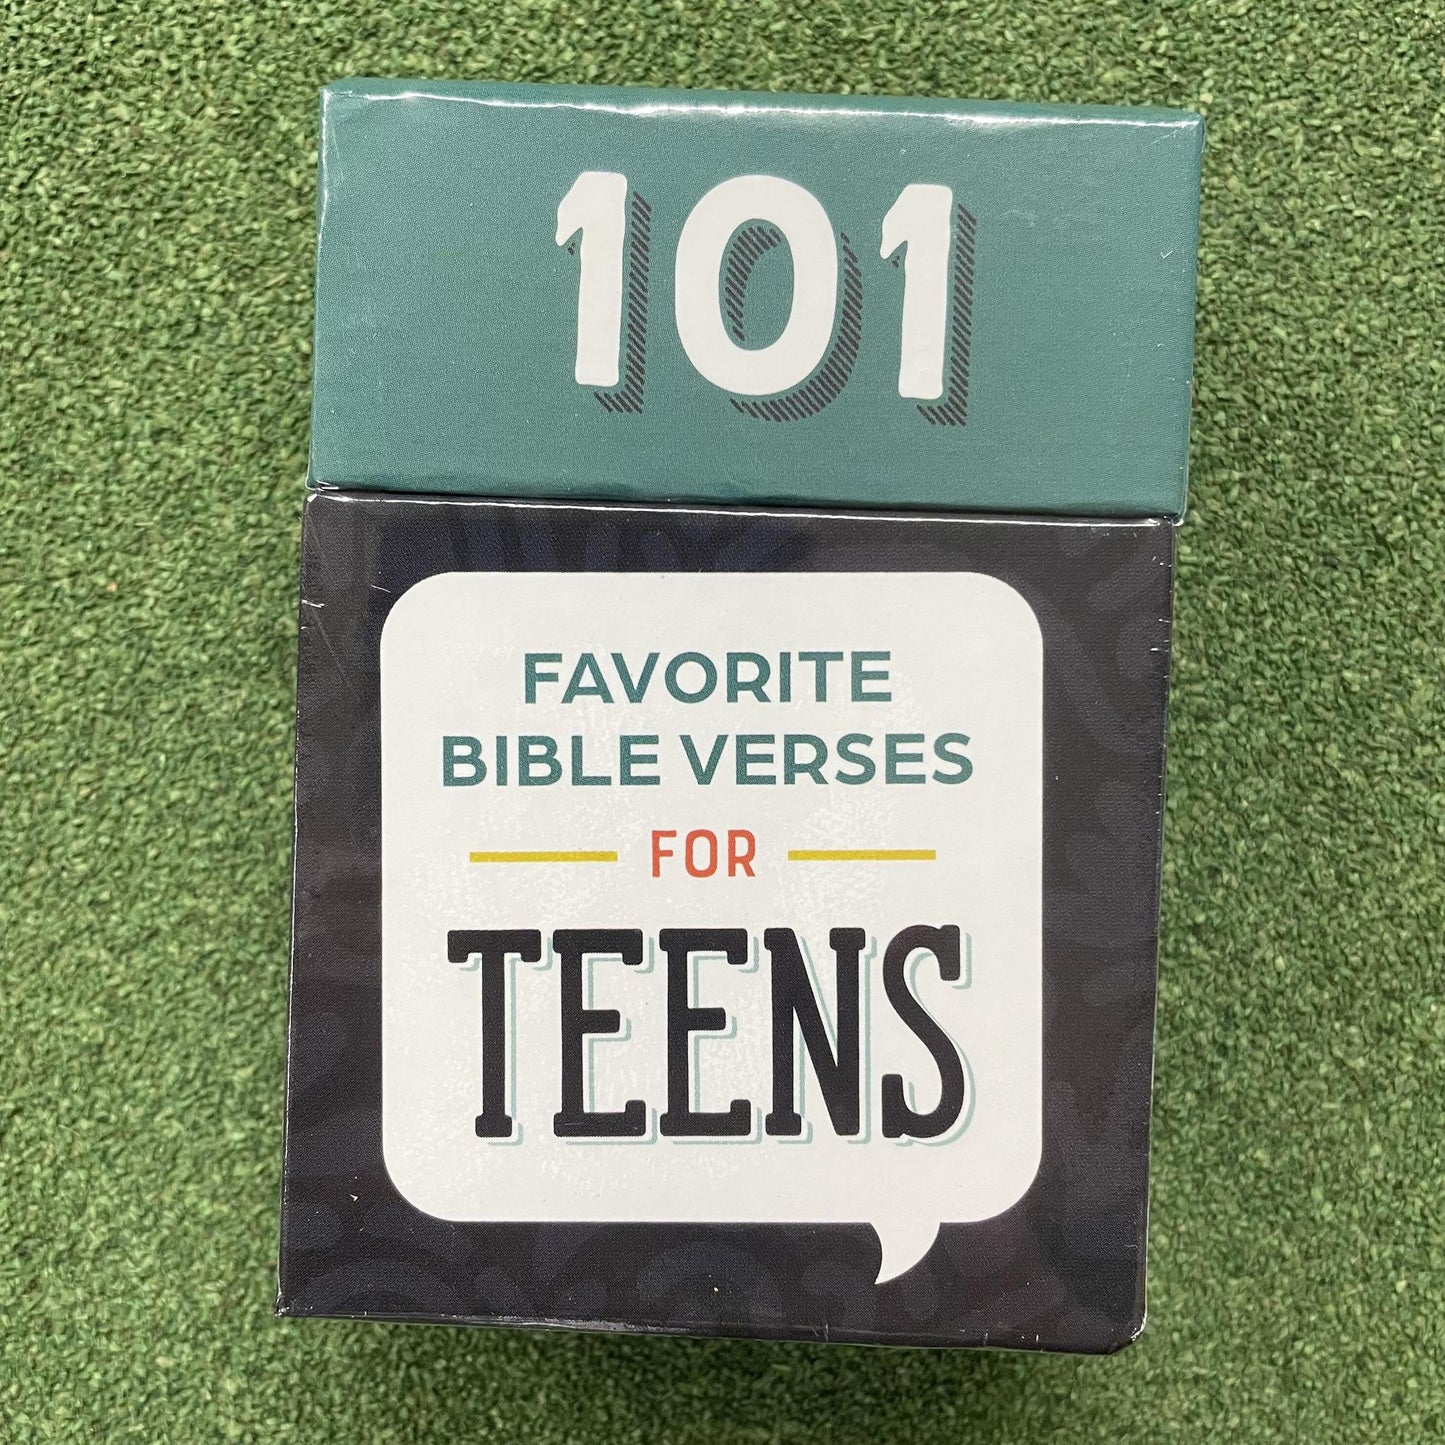 101
FAVORITE
BIBLE VERSES
FOR
TEENS